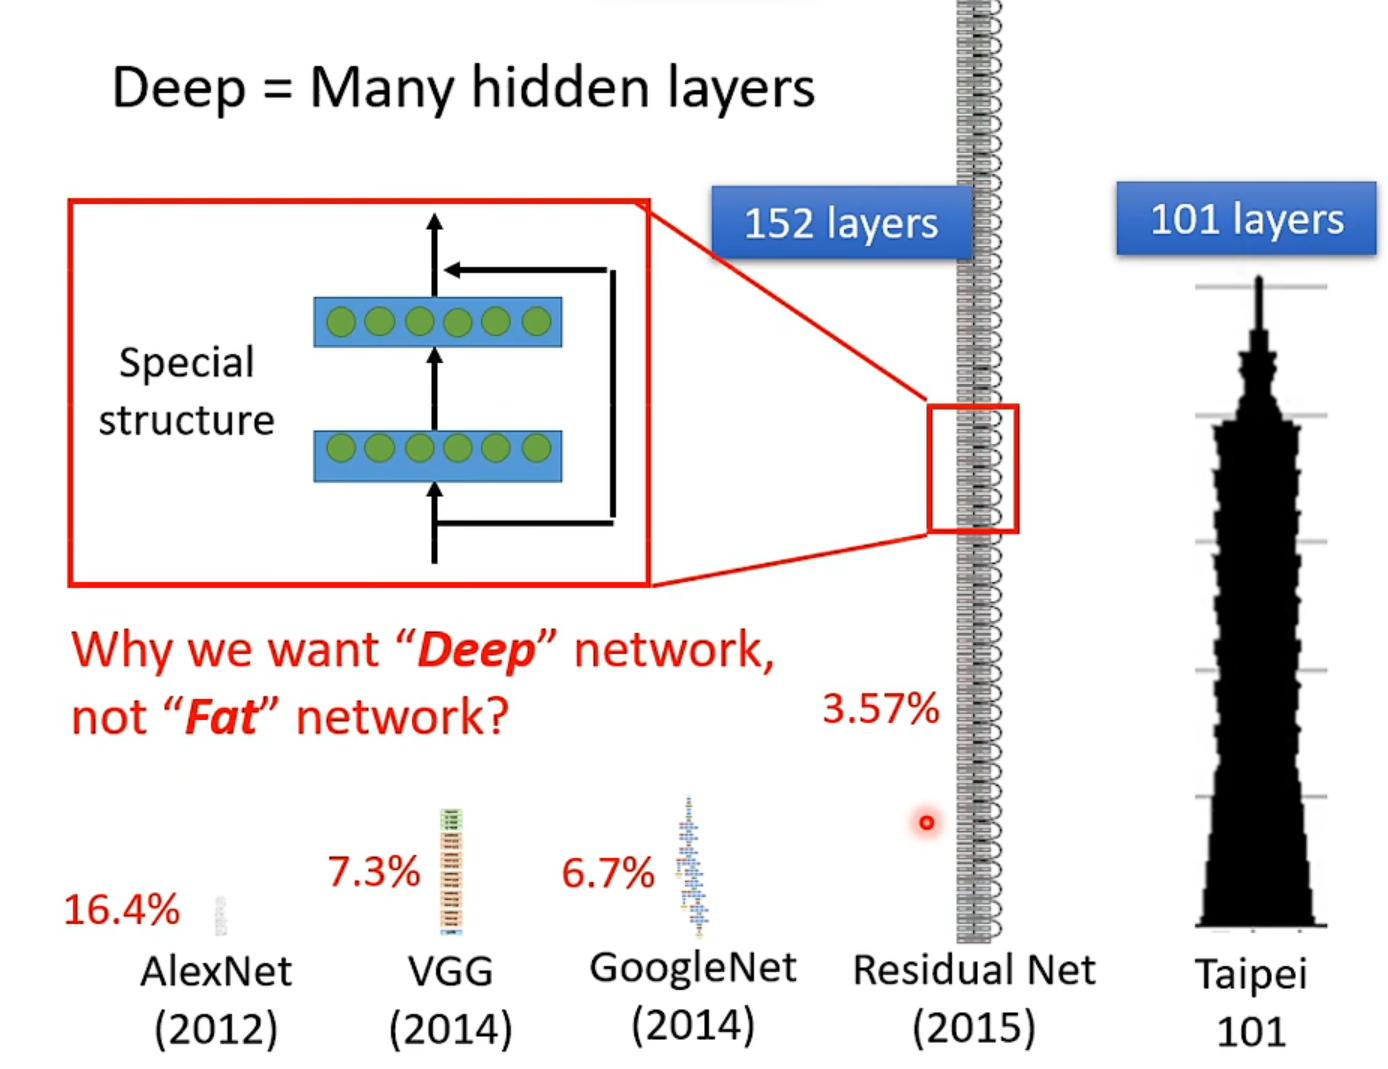 Deep = Many hidden layers
152 layers
101 layers
Special
structure
Why we want “Deep” network,
not “Fat” network?
3.57%
7.3%
6.7%
16.4%
AlexNet
(2012)
VGG
(2014)
GoogleNet
(2014)
Residual Net
(2015)
Taipei
101